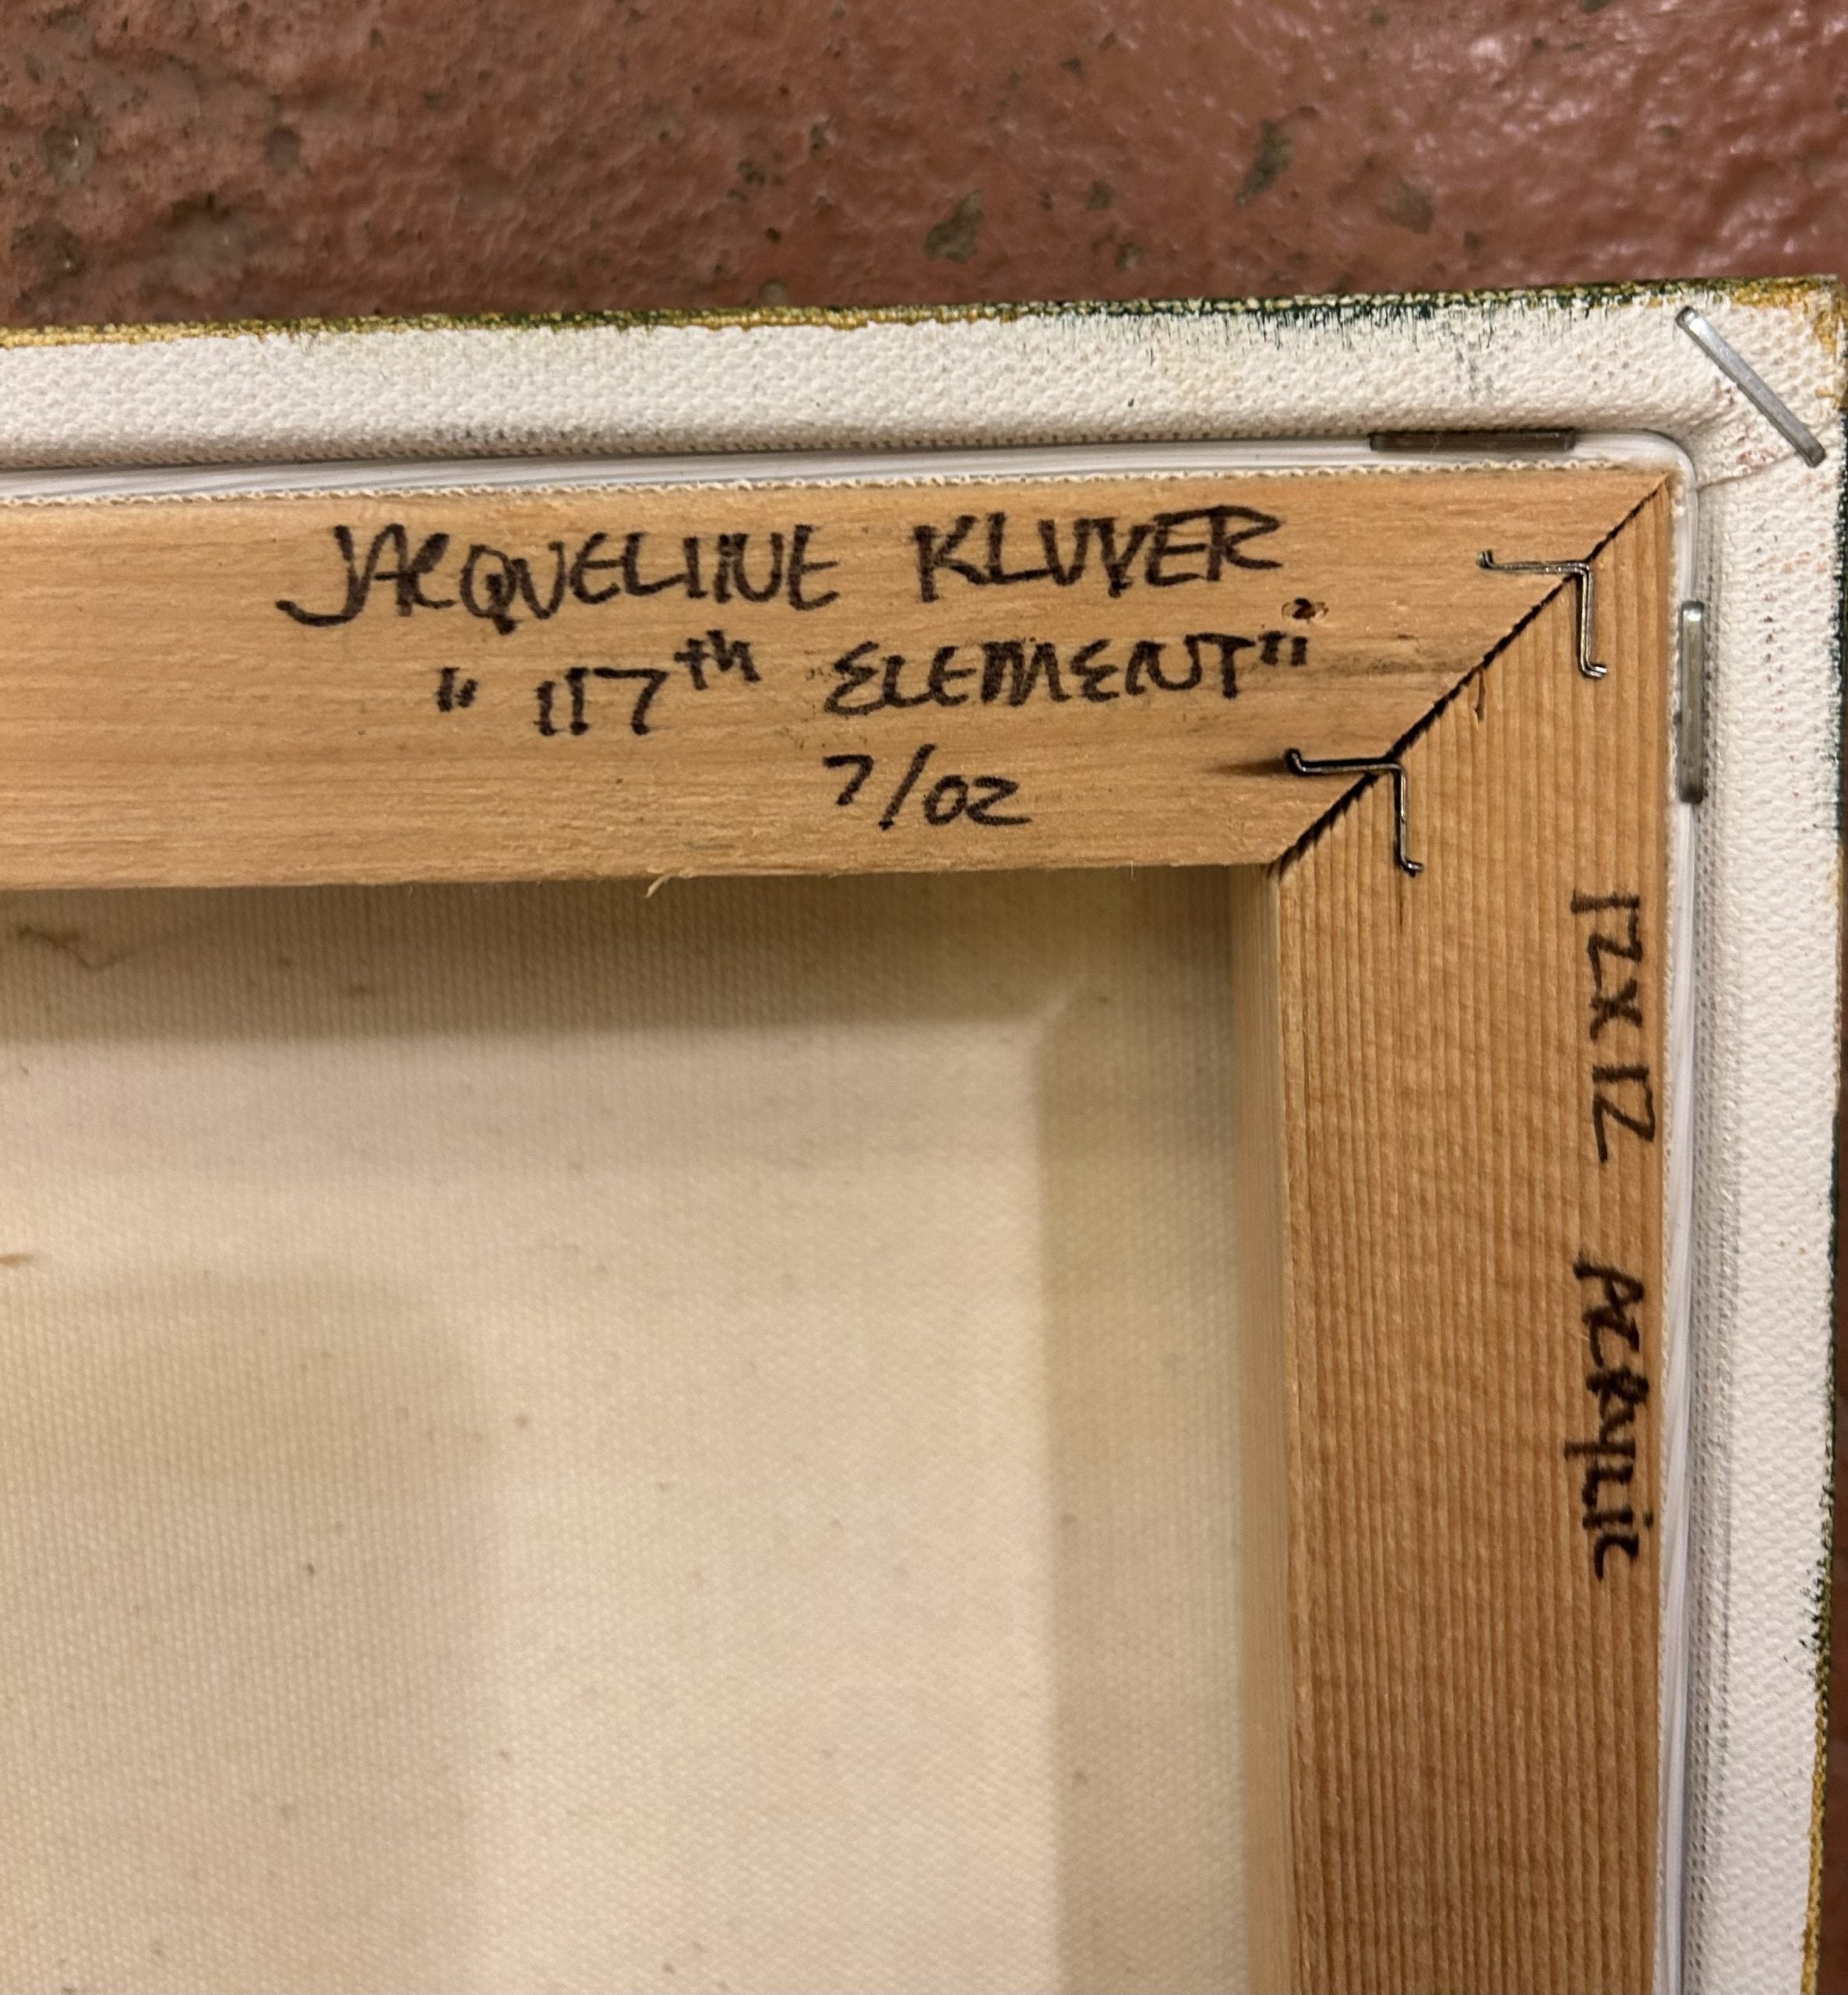 JACQUELINE KLUVER
"117th ELEMENT"
7/02
12X12 ACRYLIC